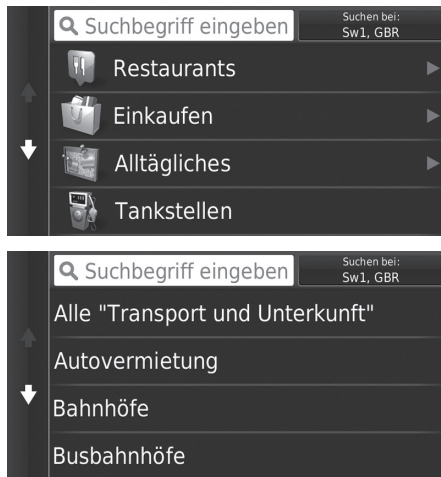 Suchbegriff eingeben
Suchen bei:
Sw1, GBR
Restaurants
Einkaufen
Alltägliches
Tankstellen
Suchbegriff eingeben
Suchen bei:
Sw1, GBR
Alle "Transport und Unterkunft"
Autovermietung
Bahnhöfe
Busbahnhöfe